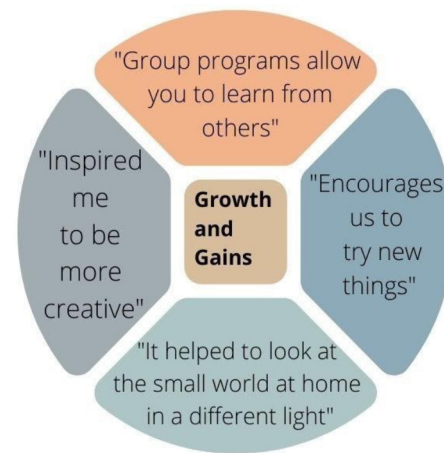 "Group programs allow
you to learn from
others"
"Inspired
me
to be
more
creative"
Growth
and
Gains
"Encourages
us to
try new
things"
"It helped to look at
the small world at home
in a different light"